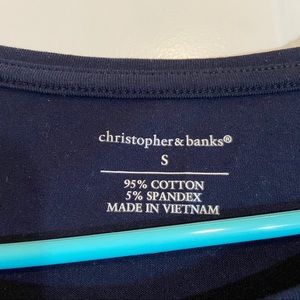 christopher&banks®
S
95% COTTON
5% SPANDEX
MADE IN VIETNAM